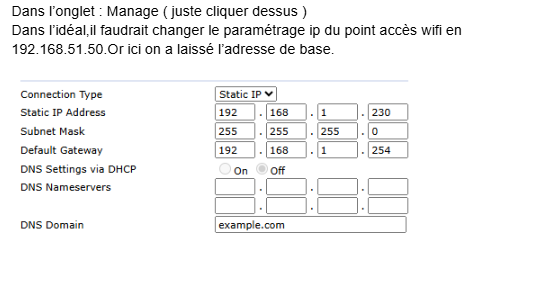 Dans l'onglet : Manage ( juste cliquer dessus )
Dans l'idéal,il faudrait changer le paramétrage ip du point accès wifi en
192.168.51.50.Or ici on a laissé l'adresse de base.
Connection Type Static IP
Static IP Address 192 . 168 . 1 . 230
Subnet Mask 255 . 255 . 255 . 0
Default Gateway 192 . 168 . 1 . 254
DNS Settings via DHCP On Off
DNS Nameservers . . .
. . .
DNS Domain example.com